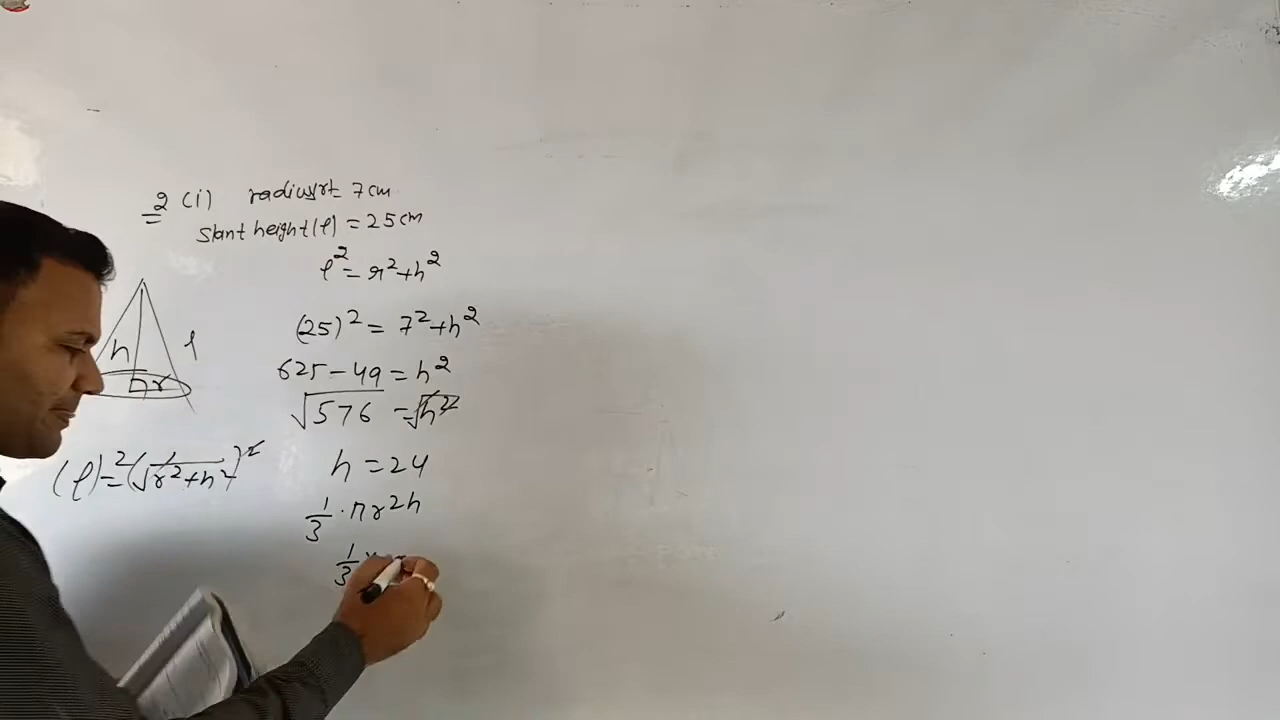 2 (i) radius(r)= 7 cm
Slant height(l) = 25 cm
l² = r² + h²
(25)² = 7² + h²
625 - 49 = h²
√576 = √h²
h = 24
1/3 · πr²h
1/3 ×
h
r
l
(l)² = (√r² + h²)²